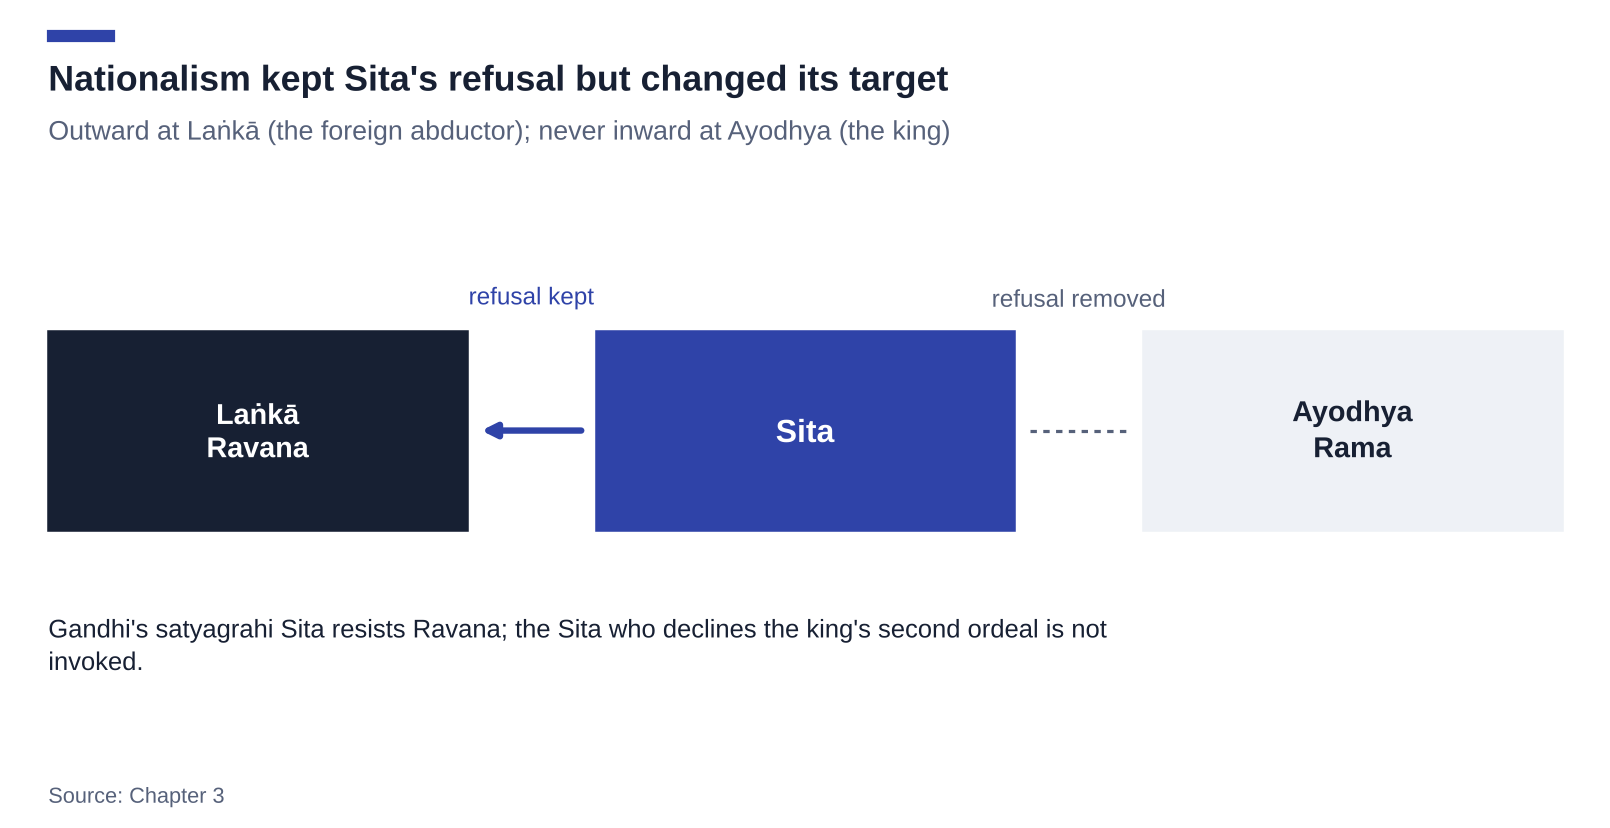 Nationalism kept Sita's refusal but changed its target
Outward at Laṅkā (the foreign abductor); never inward at Ayodhya (the king)
refusal kept
refusal removed
Laṅkā
Ravana
Sita
Ayodhya
Rama
Gandhi's satyagrahi Sita resists Ravana; the Sita who declines the king's second ordeal is not
invoked.
Source: Chapter 3